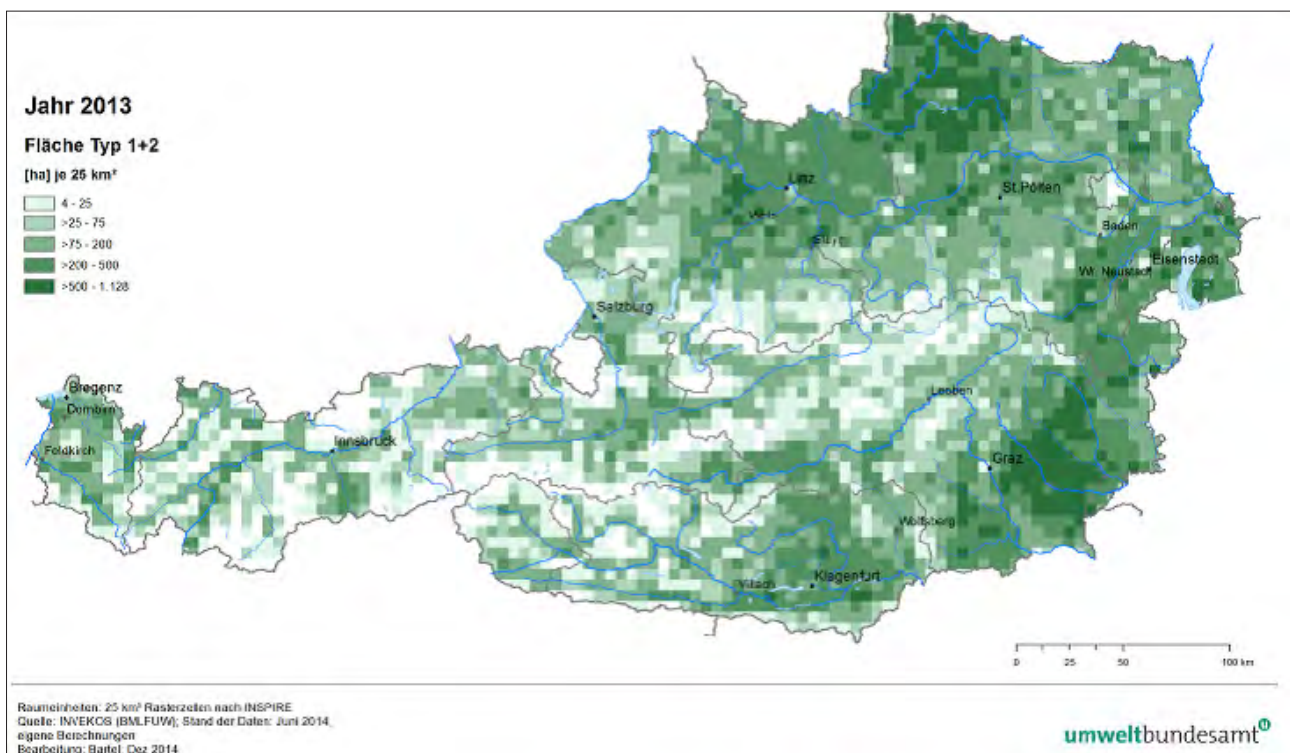 Jahr 2013
Fläche Typ 1+2
[ha] je 25 km²
4 - 25
>25 - 75
>75 - 200
>200 - 500
>500 - 1.128
Linz
St.Pölten
Wels
Steyr
Baden
Wr. Neustadt
Eisenstadt
Salzburg
Bregenz
Dornbirn
Feldkirch
Innsbruck
Leoben
Graz
Wolfsberg
Villach
Klagenfurt
0 25 50 100 km
Raumeinheiten: 25 km² Rasterzellen nach INSPIRE
Quelle: INVEKOS (BMLFUW); Stand der Daten: Juni 2014,
eigene Berechnungen
Bearbeitung: Bartel, Dez 2014
umweltbundesamt